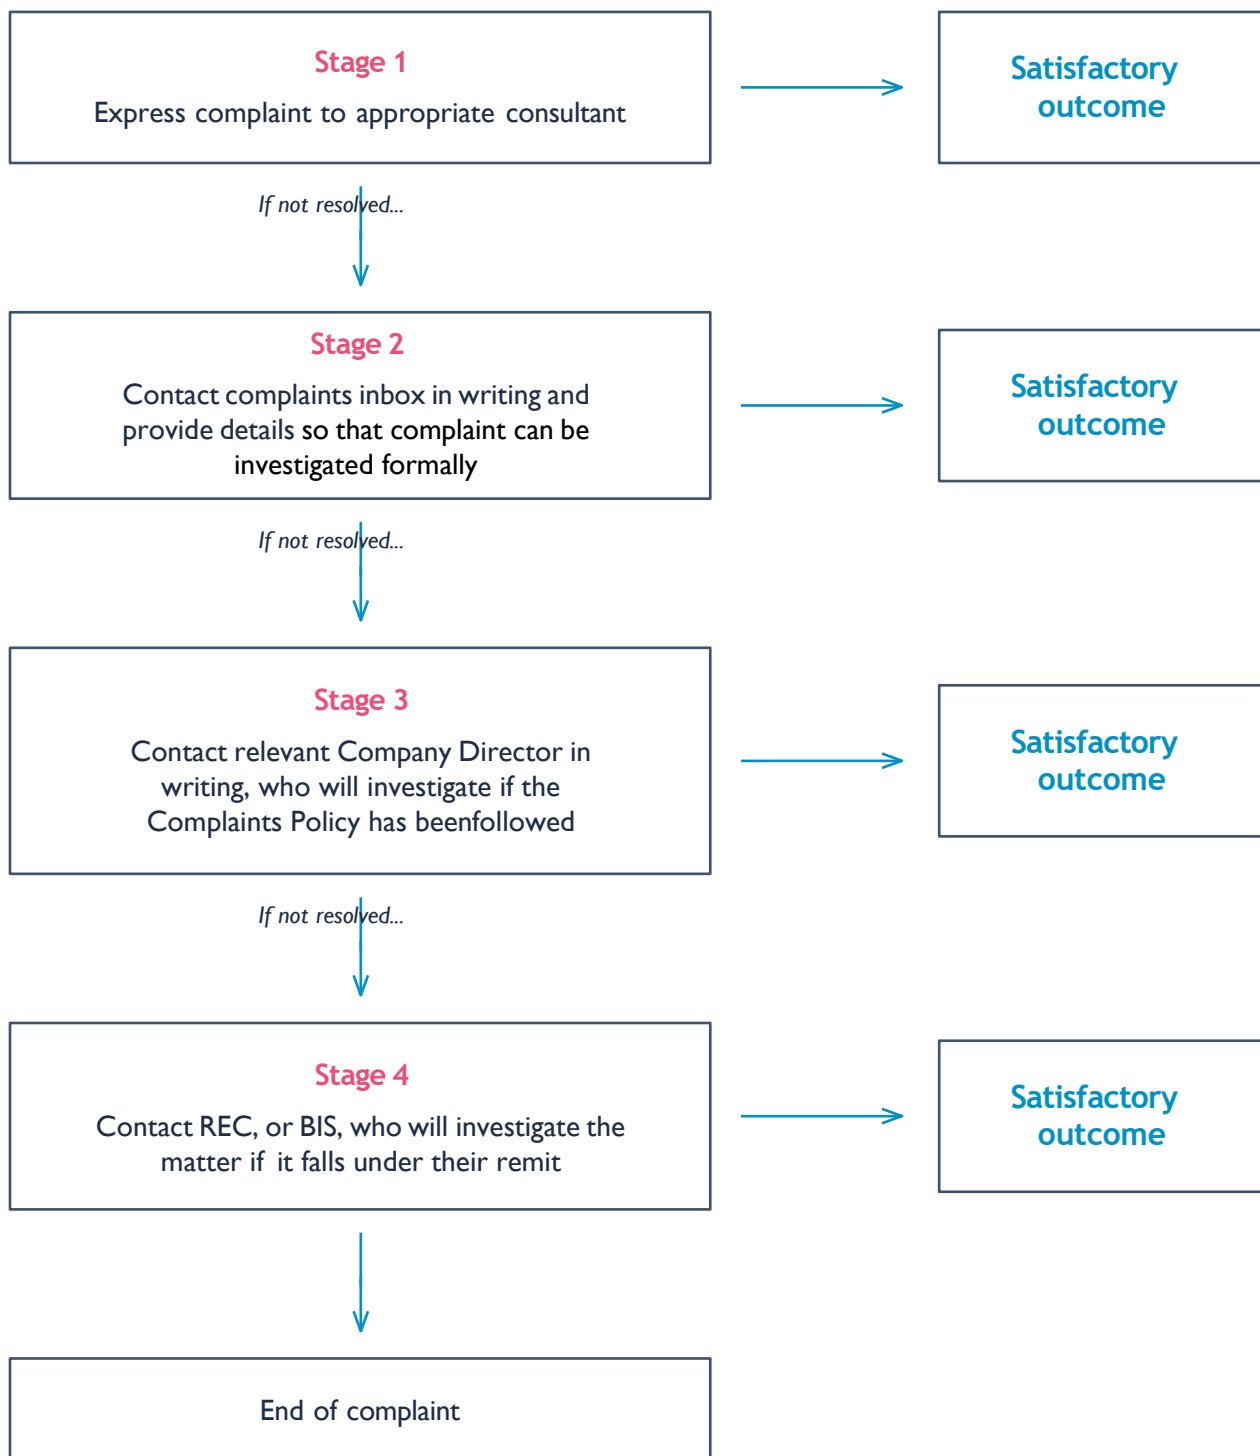 Stage 1
Express complaint to appropriate consultant
Satisfactory
outcome
If not resolved...
Stage 2
Contact complaints inbox in writing and
provide details so that complaint can be
investigated formally
Satisfactory
outcome
If not resolved...
Stage 3
Contact relevant Company Director in
writing, who will investigate if the
Complaints Policy has beenfollowed
Satisfactory
outcome
If not resolved...
Stage 4
Contact REC, or BIS, who will investigate the
matter if it falls under their remit
Satisfactory
outcome
End of complaint